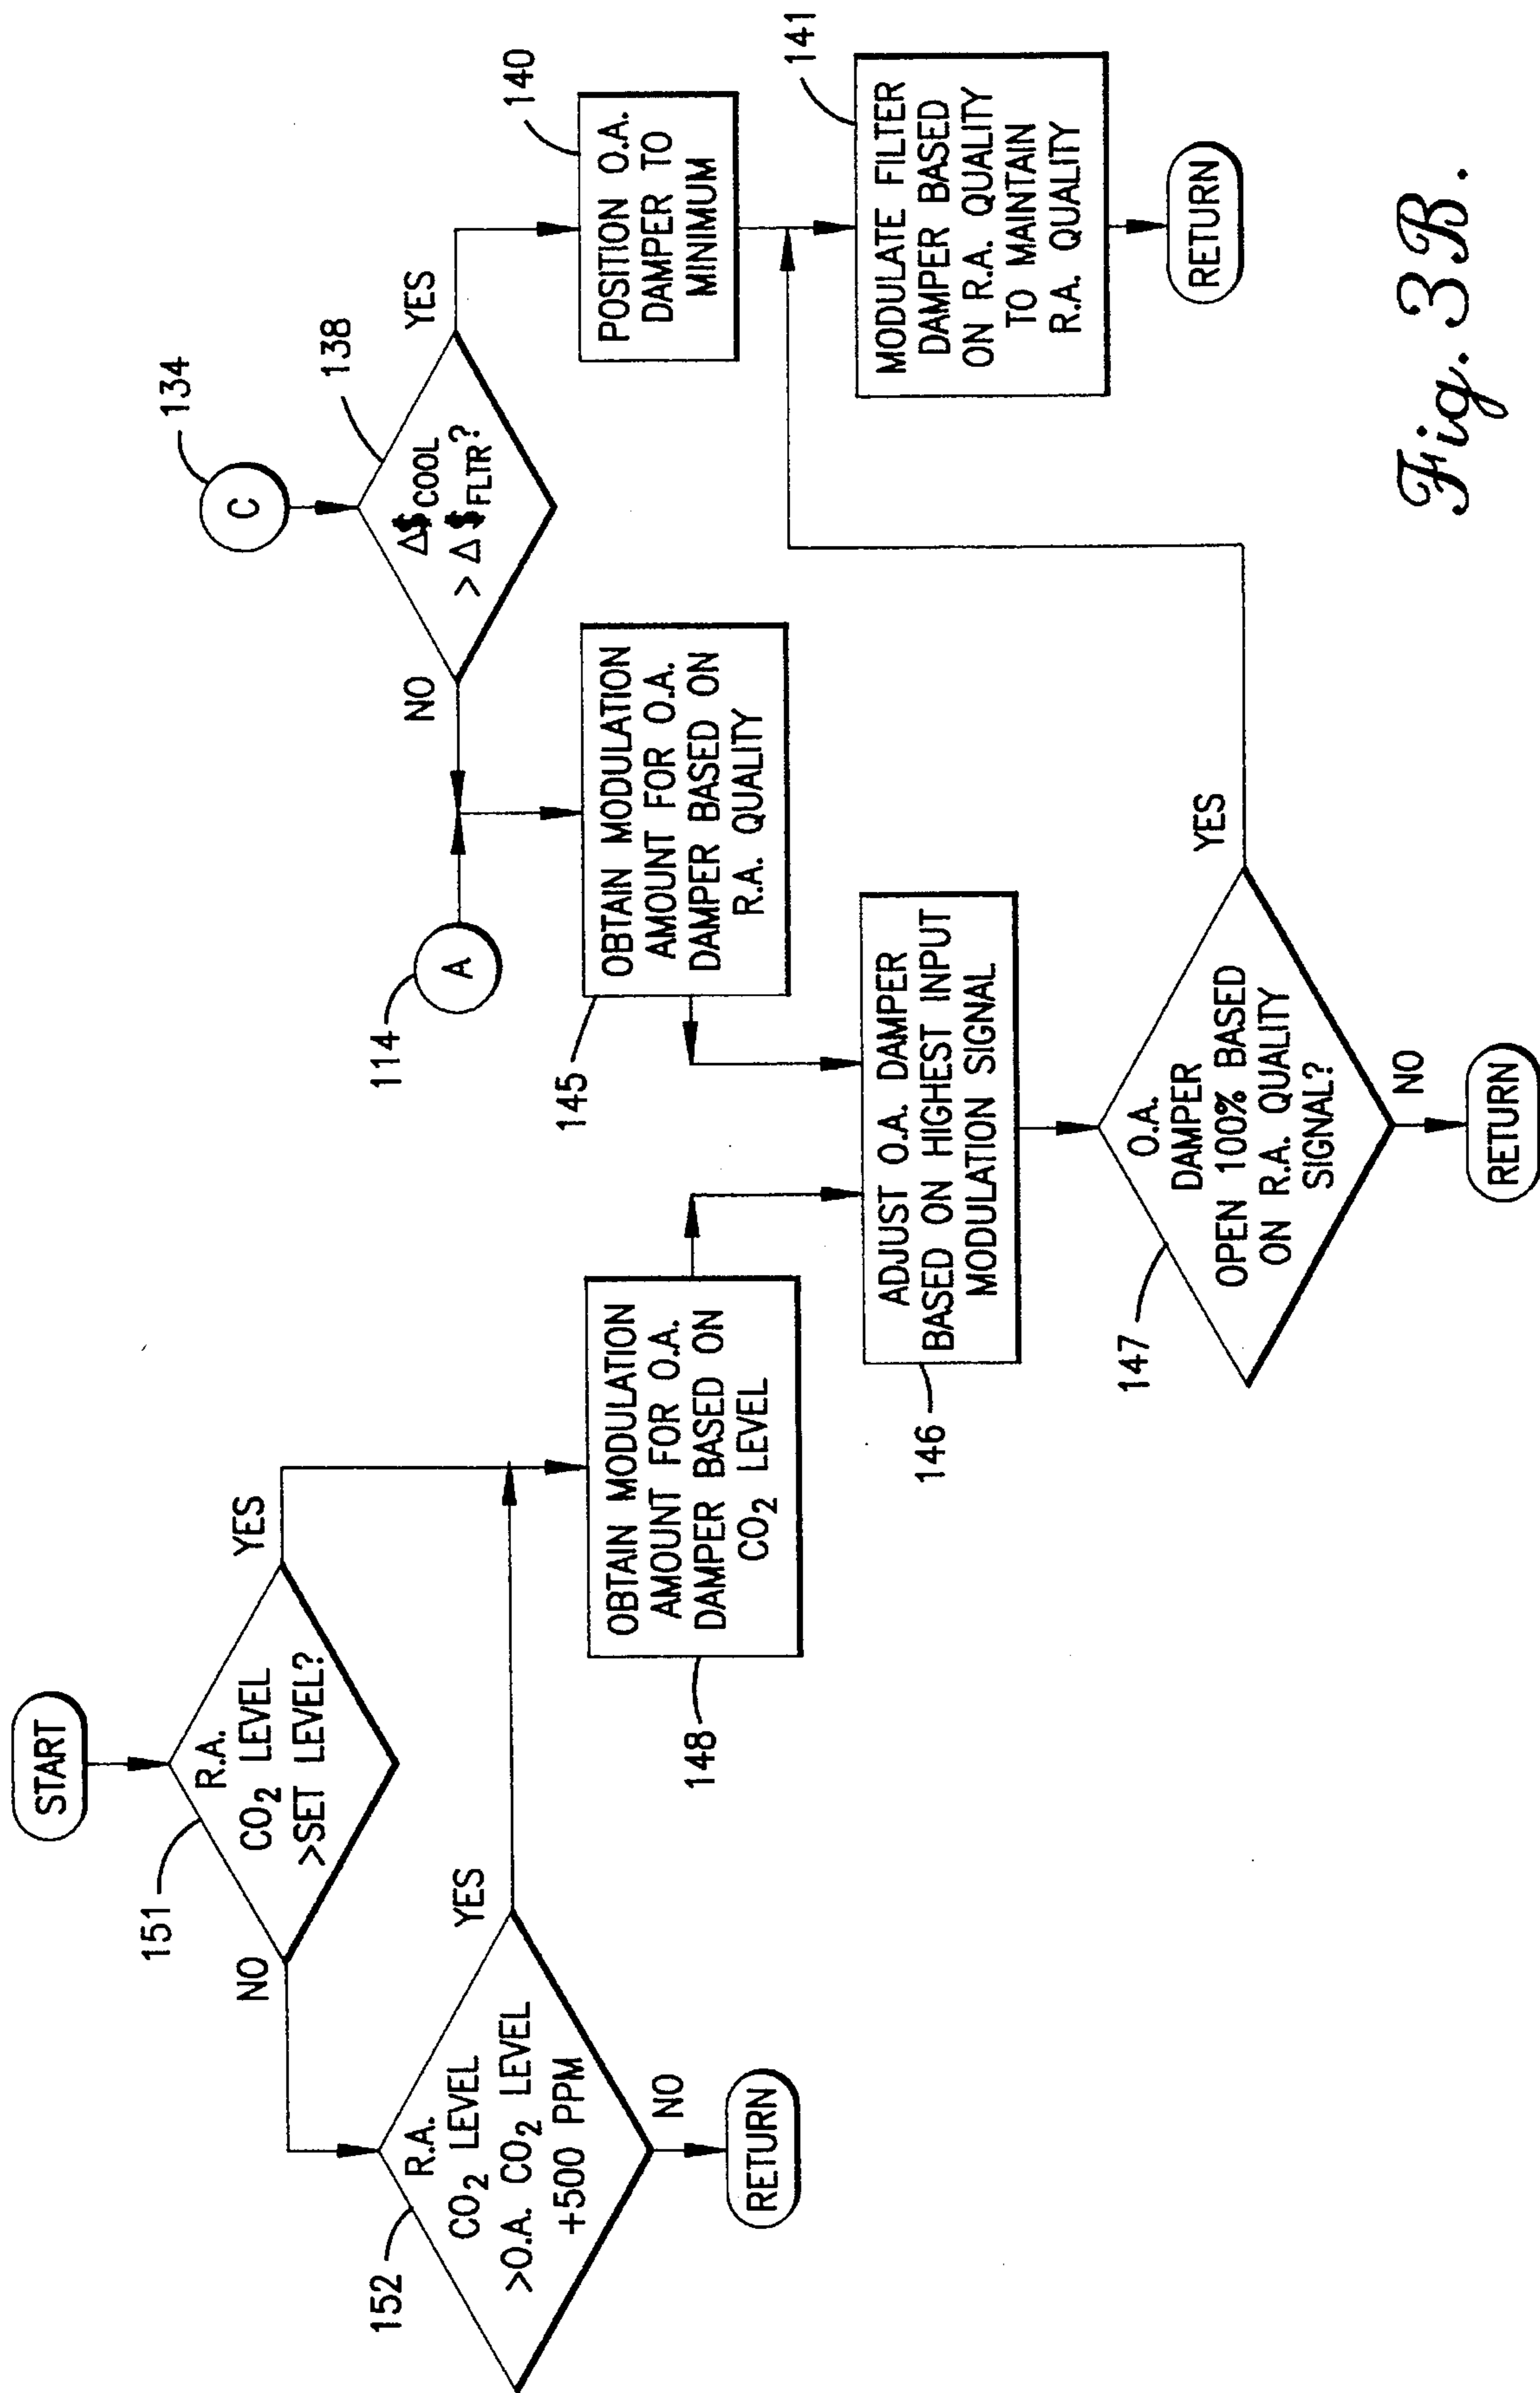 START
151
R.A.
CO₂ LEVEL
>SET LEVEL?
NO
YES
152
R.A.
CO₂ LEVEL
>O.A. CO₂ LEVEL
+500 PPM
YES
NO
RETURN
148
OBTAIN MODULATION
AMOUNT FOR O.A.
DAMPER BASED ON
CO₂ LEVEL
134
C
138
Δ$COOL
>Δ$FLTR?
NO
YES
114
A
145
OBTAIN MODULATION
AMOUNT FOR O.A.
DAMPER BASED ON
R.A. QUALITY
140
POSITION O.A.
DAMPER TO
MINIMUM
141
MODULATE FILTER
DAMPER BASED
ON R.A. QUALITY
TO MAINTAIN
R.A. QUALITY
RETURN
146
ADJUST O.A. DAMPER
BASED ON HIGHEST INPUT
MODULATION SIGNAL
147
O.A.
DAMPER
OPEN 100% BASED
ON R.A. QUALITY
SIGNAL?
YES
NO
RETURN
Fig. 3B.